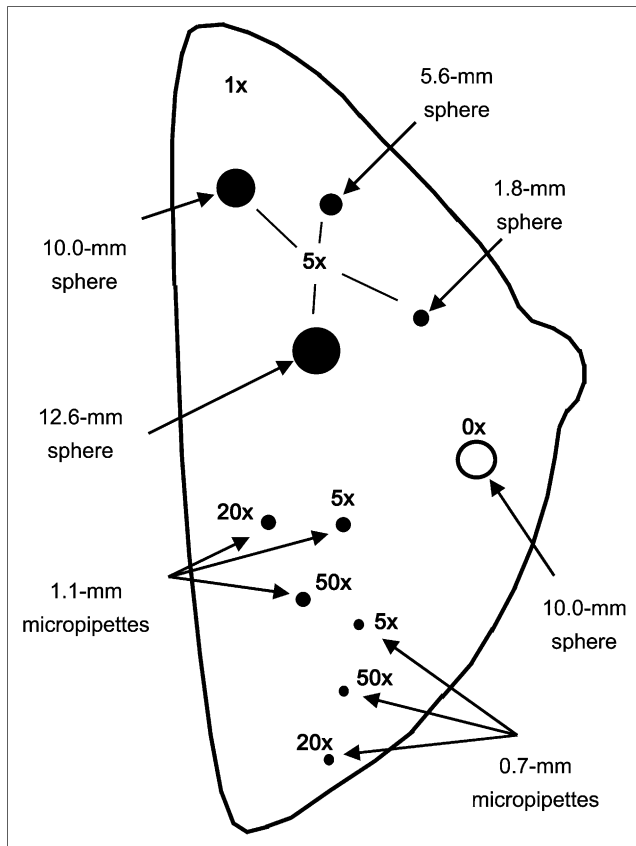 1x
5.6-mm
sphere
1.8-mm
sphere
10.0-mm
sphere
5x
12.6-mm
sphere
0x
20x
5x
1.1-mm
micropipettes
50x
10.0-mm
sphere
5x
50x
20x
0.7-mm
micropipettes